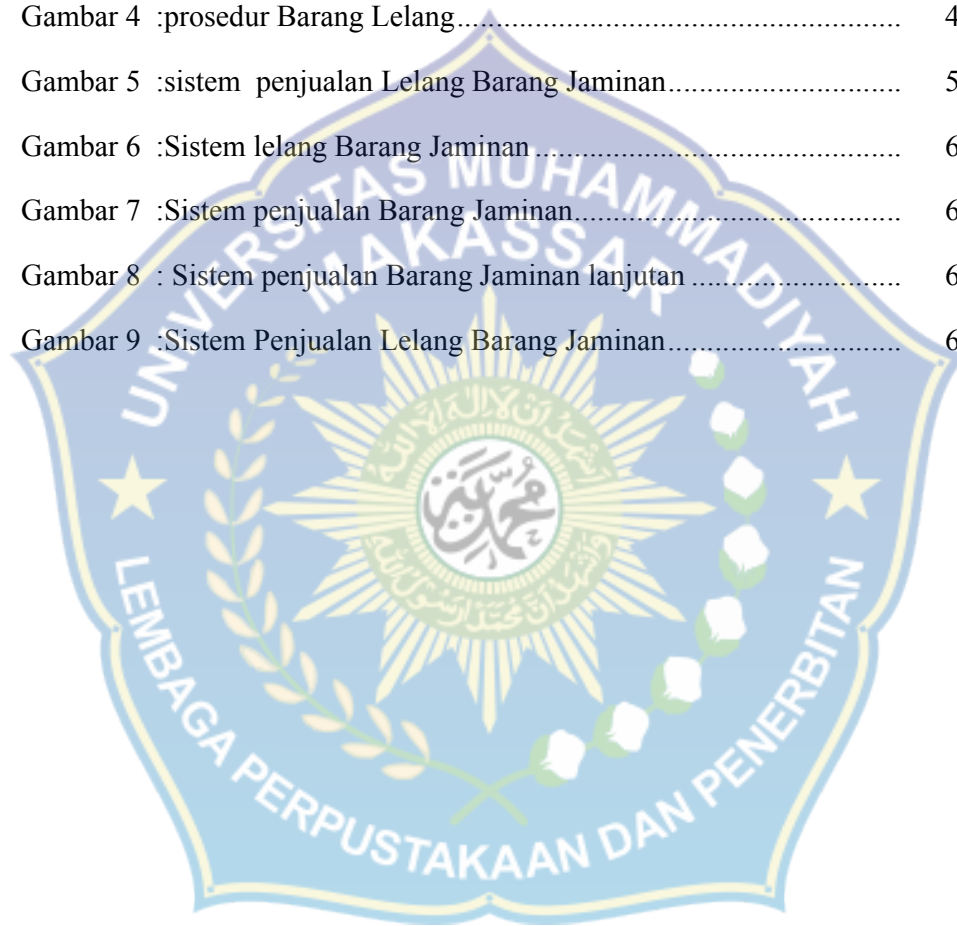 Gambar 4 :prosedur Barang Lelang.................................................................. 4
Gambar 5 :sistem penjualan Lelang Barang Jaminan.................................. 5
Gambar 6 :Sistem lelang Barang Jaminan ...................................................... 6
Gambar 7 :Sistem penjualan Barang Jaminan................................................ 6
Gambar 8 : Sistem penjualan Barang Jaminan lanjutan ............................... 6
Gambar 9 :Sistem Penjualan Lelang Barang Jaminan.................................. 6
UNIVERSITAS MUHAMMADIYAH
MAKASSAR
LEMBAGA PERPUSTAKAAN DAN PENERBITAN